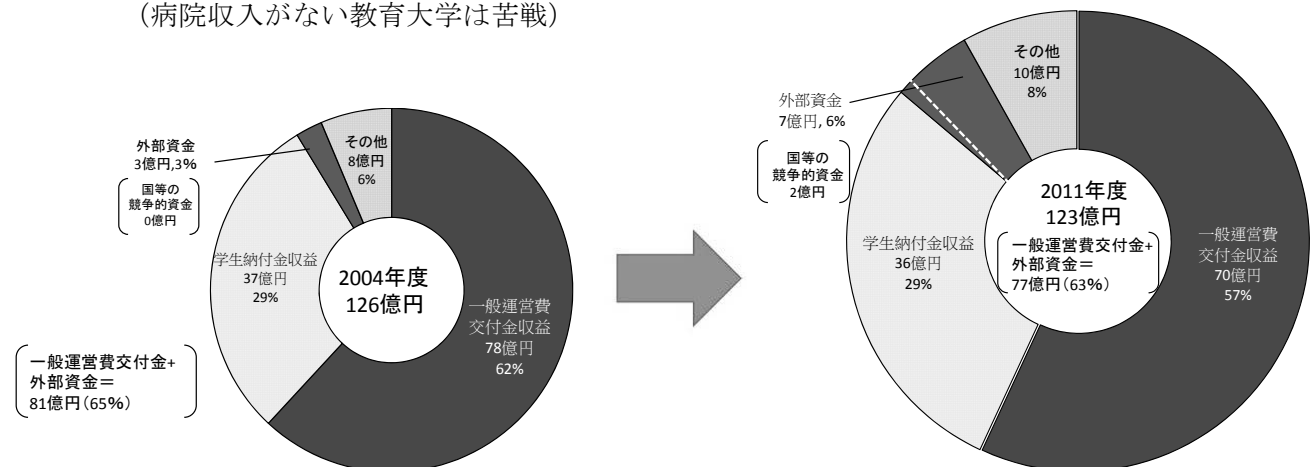 （病院収入がない教育大学は苦戦）
外部資金
3億円,3%
国等の
競争的資金
0億円
その他
8億円
6%
学生納付金収益
37億円
29%
2004年度
126億円
一般運営費
交付金収益
78億円
62%
一般運営費交付金+
外部資金＝
81億円（65%）
外部資金
7億円, 6%
国等の
競争的資金
2億円
その他
10億円
8%
学生納付金収益
36億円
29%
2011年度
123億円
一般運営費交付金+
外部資金＝
77億円（63%）
一般運営費
交付金収益
70億円
57%